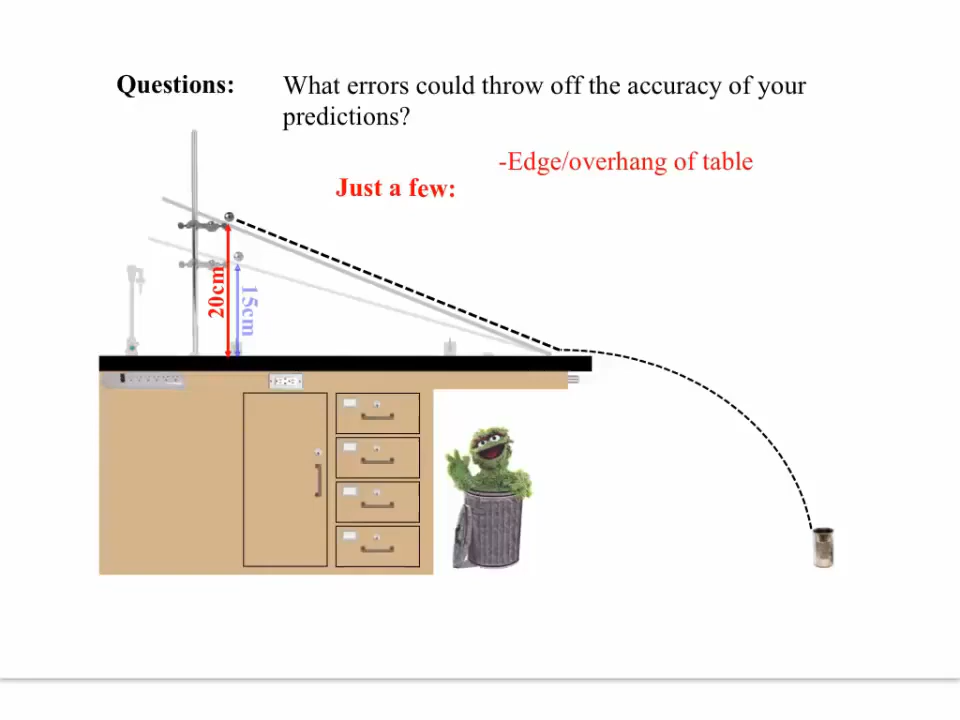 Questions:
What errors could throw off the accuracy of your
predictions?
-Edge/overhang of table
Just a few:
20cm
15cm